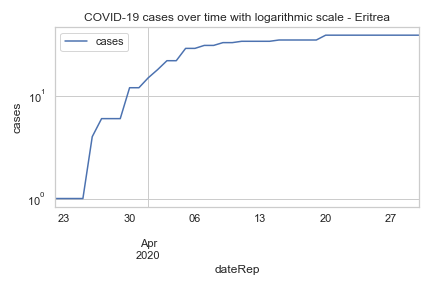 COVID-19 cases over time with logarithmic scale - Eritrea
cases
cases
10¹
10⁰
23 30 06 13 20 27
Apr
2020
dateRep